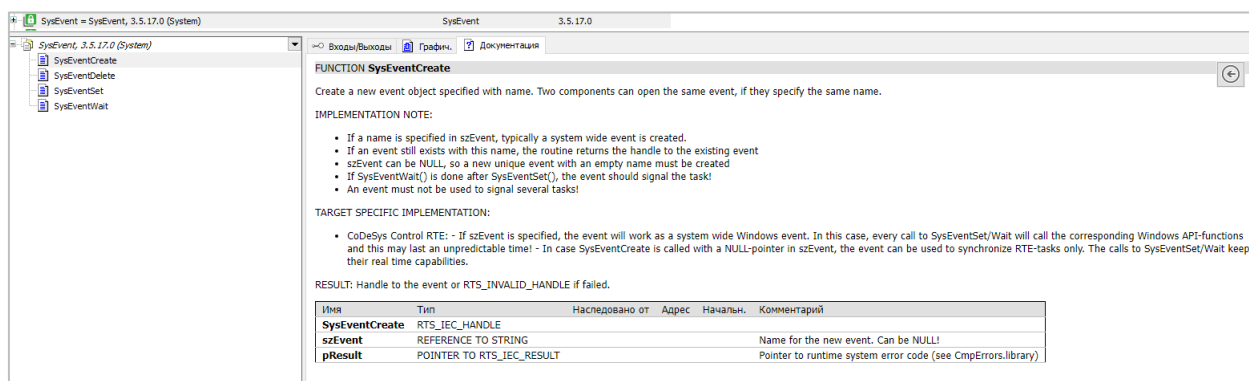 SysEvent = SysEvent, 3.5.17.0 (System) SysEvent 3.5.17.0
SysEvent, 3.5.17.0 (System)
SysEventCreate
SysEventDelete
SysEventSet
SysEventWait
Входы/Выходы Графич. Документация
FUNCTION SysEventCreate
Create a new event object specified with name. Two components can open the same event, if they specify the same name.
IMPLEMENTATION NOTE:
• If a name is specified in szEvent, typically a system wide event is created.
• If an event still exists with this name, the routine returns the handle to the existing event
• szEvent can be NULL, so a new unique event with an empty name must be created
• If SysEventWait() is done after SysEventSet(), the event should signal the task!
• An event must not be used to signal several tasks!
TARGET SPECIFIC IMPLEMENTATION:
• CoDeSys Control RTE: - If szEvent is specified, the event will work as a system wide Windows event. In this case, every call to SysEventSet/Wait will call the corresponding Windows API-functions
and this may last an unpredictable time! - In case SysEventCreate is called with a NULL-pointer in szEvent, the event can be used to synchronize RTE-tasks only. The calls to SysEventSet/Wait keep
their real time capabilities.
RESULT: Handle to the event or RTS_INVALID_HANDLE if failed.
Имя Тип Наследовано от Адрес Начальн. Комментарий
SysEventCreate RTS_IEC_HANDLE
szEvent REFERENCE TO STRING Name for the new event. Can be NULL!
pResult POINTER TO RTS_IEC_RESULT Pointer to runtime system error code (see CmpErrors.library)